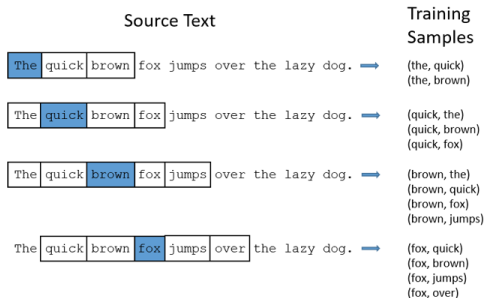 Source Text
Training
Samples
The quick brown fox jumps over the lazy dog.
(the, quick)
(the, brown)
The quick brown fox jumps over the lazy dog.
(quick, the)
(quick, brown)
(quick, fox)
The quick brown fox jumps over the lazy dog.
(brown, the)
(brown, quick)
(brown, fox)
(brown, jumps)
The quick brown fox jumps over the lazy dog.
(fox, quick)
(fox, brown)
(fox, jumps)
(fox, over)